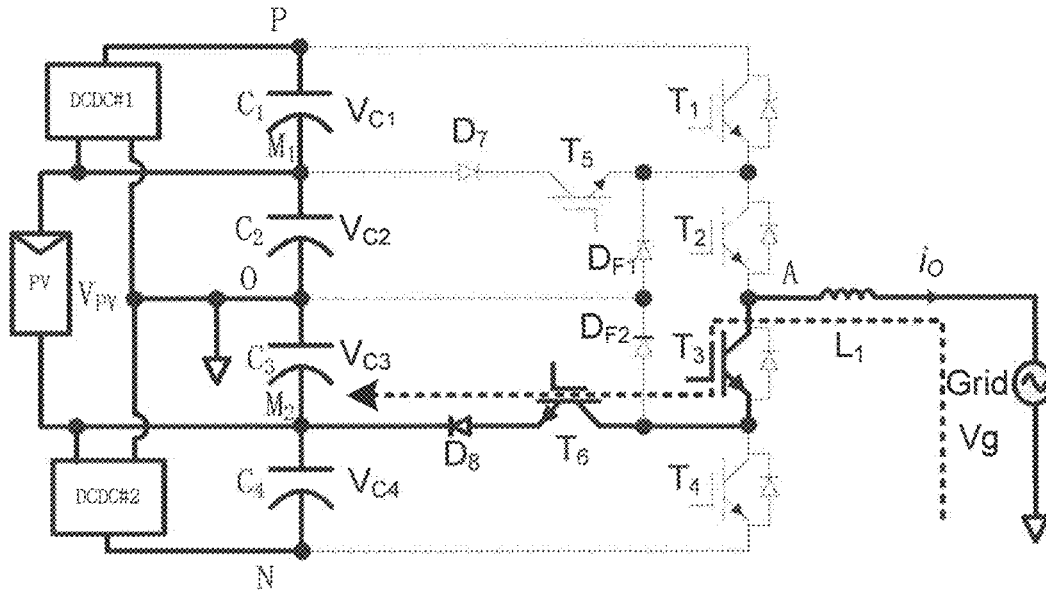 P
DCDC#1
C1
VC1
T1
M1
D7
T5
C2
VC2
T2
DF1
PV
VPV
O
A
iO
DF2
C3
VC3
T3
L1
Grid
Vg
M2
D8
T6
C4
VC4
T4
DCDC#2
N